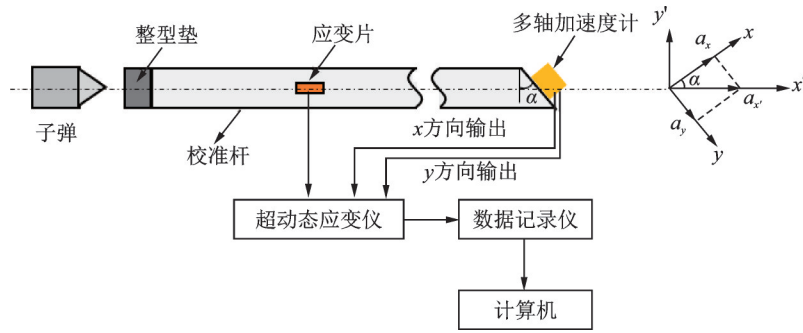 整型垫
应变片
多轴加速度计
子弹
校准杆
α
x方向输出
y方向输出
超动态应变仪
数据记录仪
计算机
y'
aₓ
x
α
x'
aₓ'
a_y
y